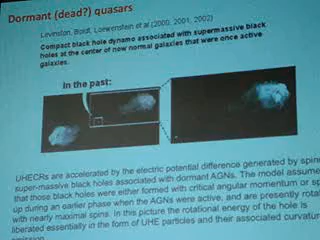 Dormant (dead?) quasars
Levinston, Boldt, Loewenstein et al (2000, 2001, 2002)
Compact black hole dynamo associated with supermassive black
holes at the center of now normal galaxies that were once active
galaxies.
In the past:
UHECRs are accelerated by the electric potential difference generated by spin
super-massive black holes associated with dormant AGNs. The model assume
that those black holes were either formed with critical angular momentum or sp
up during an earlier phase when the AGNs were active, and are presently rota
with nearly maximal spins. In this picture the rotational energy of the hole is
liberated essentially in the form of UHE particles and their associated curvatur